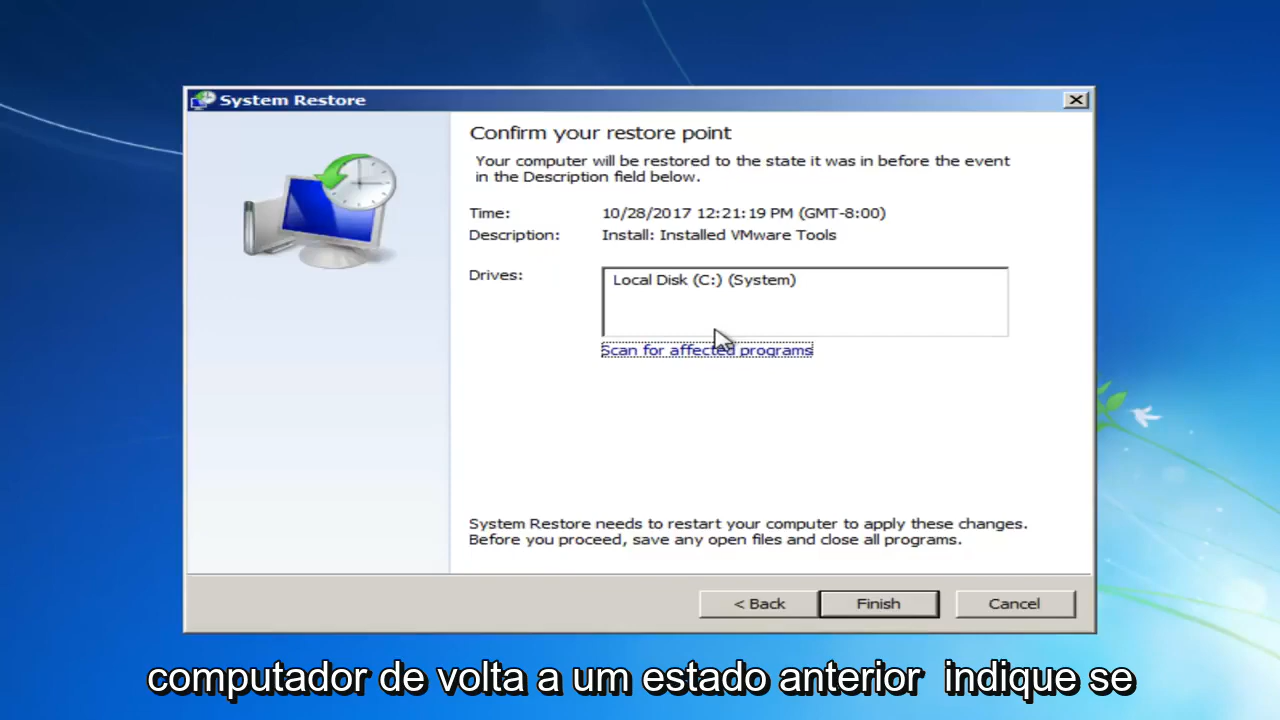 System Restore
Confirm your restore point
Your computer will be restored to the state it was in before the event
in the Description field below.
Time: 10/28/2017 12:21:19 PM (GMT-8:00)
Description: Install: Installed VMware Tools
Drives: Local Disk (C:) (System)
Scan for affected programs
System Restore needs to restart your computer to apply these changes.
Before you proceed, save any open files and close all programs.
< Back Finish Cancel
computador de volta a um estado anterior indique se